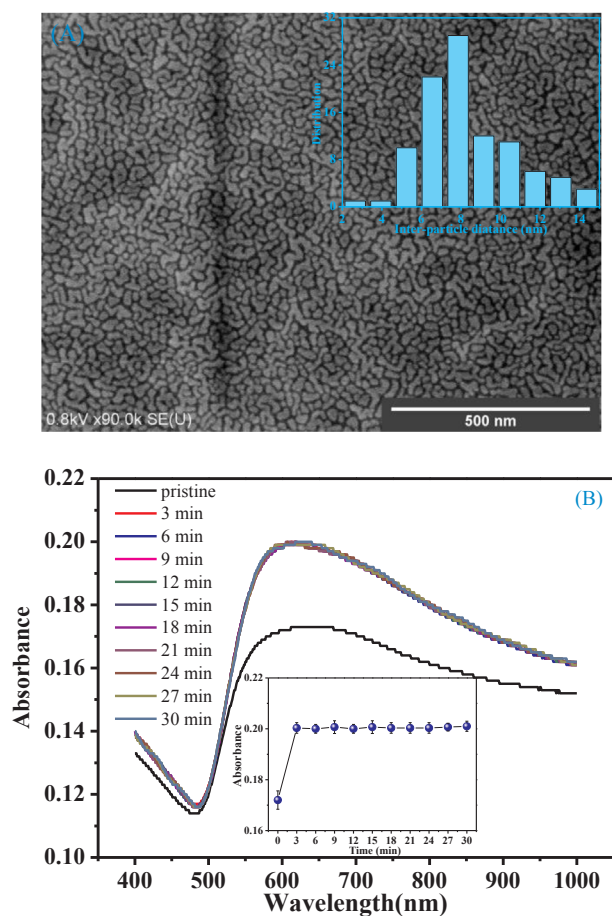 (A)
32
24
16
8
0
Distribution
2 4 6 8 10 12 14
Inter-particle distance (nm)
0.8kV x90.0k SE(U)
500 nm
(B)
0.22
0.20
0.18
0.16
0.14
0.12
0.10
Absorbance
pristine
3 min
6 min
9 min
12 min
15 min
18 min
21 min
24 min
27 min
30 min
0.22
0.20
0.18
0.16
Absorbance
0 3 6 9 12 15 18 21 24 27 30
Time (min)
400 500 600 700 800 900 1000
Wavelength(nm)